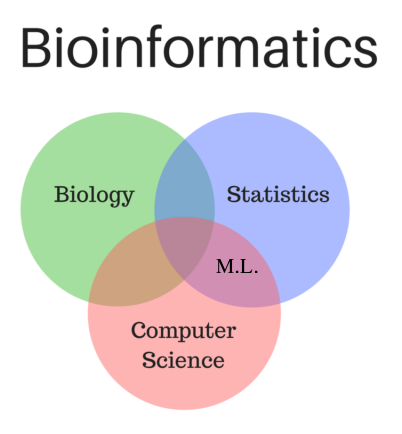 Bioinformatics
Biology
Statistics
M.L.
Computer
Science